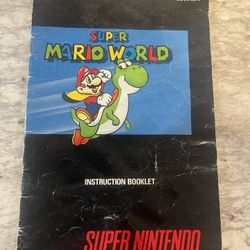 SUPER
MARIO WORLD
INSTRUCTION BOOKLET
SUPER NINTENDO